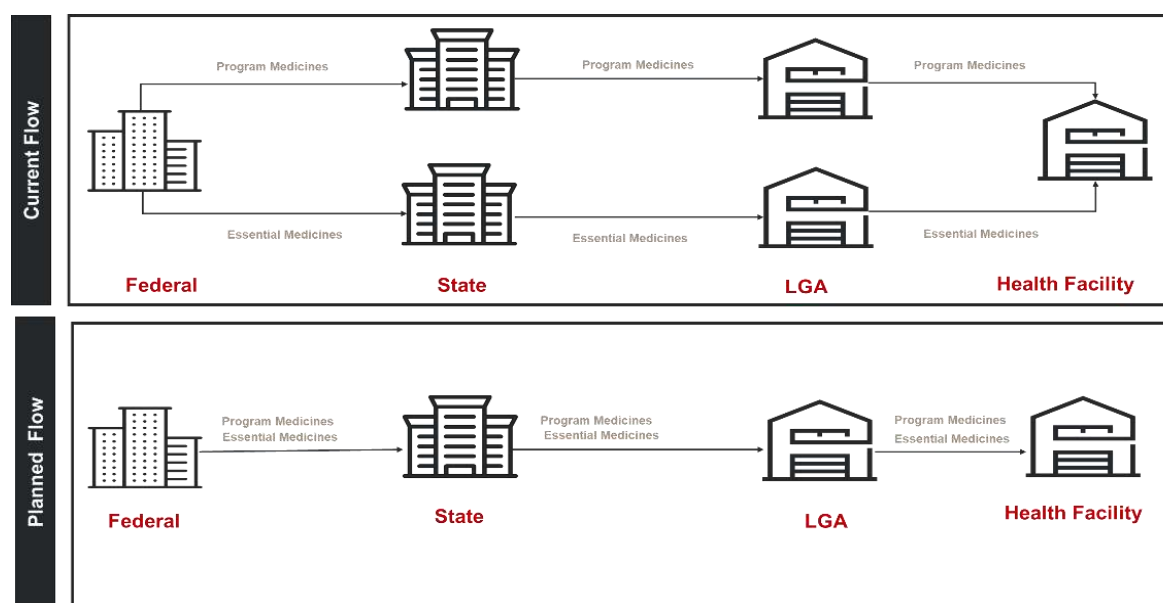 Current Flow
Program Medicines
Program Medicines
Program Medicines
Essential Medicines
Essential Medicines
Essential Medicines
Federal
State
LGA
Health Facility
Planned Flow
Program Medicines
Essential Medicines
Program Medicines
Essential Medicines
Program Medicines
Essential Medicines
Federal
State
LGA
Health Facility